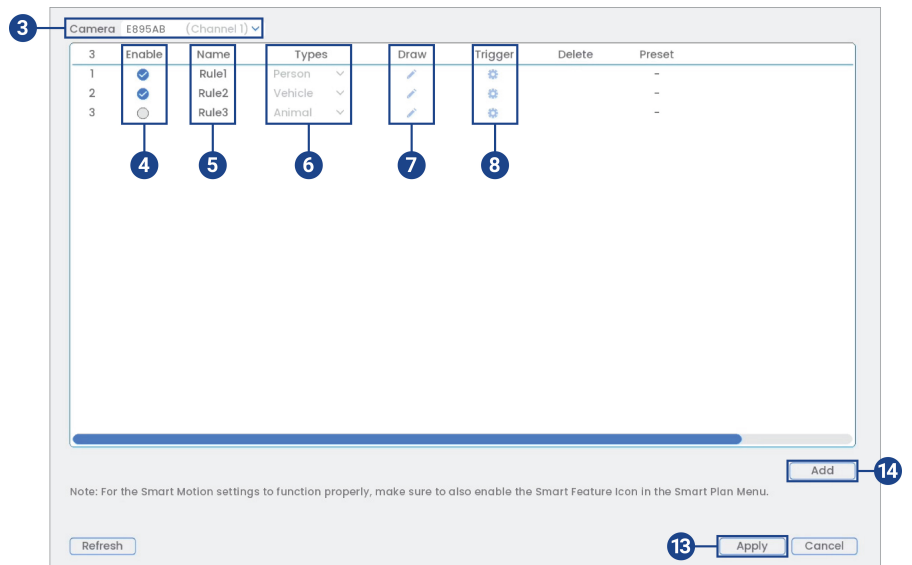 3 Camera E895AB (Channel 1)
3 Enable Name Types Draw Trigger Delete Preset
1 Rule1 Person -
2 Rule2 Vehicle -
3 Rule3 Animal -
4 5 6 7 8
Add 14
Note: For the Smart Motion settings to function properly, make sure to also enable the Smart Feature Icon in the Smart Plan Menu.
Refresh 13 Apply Cancel